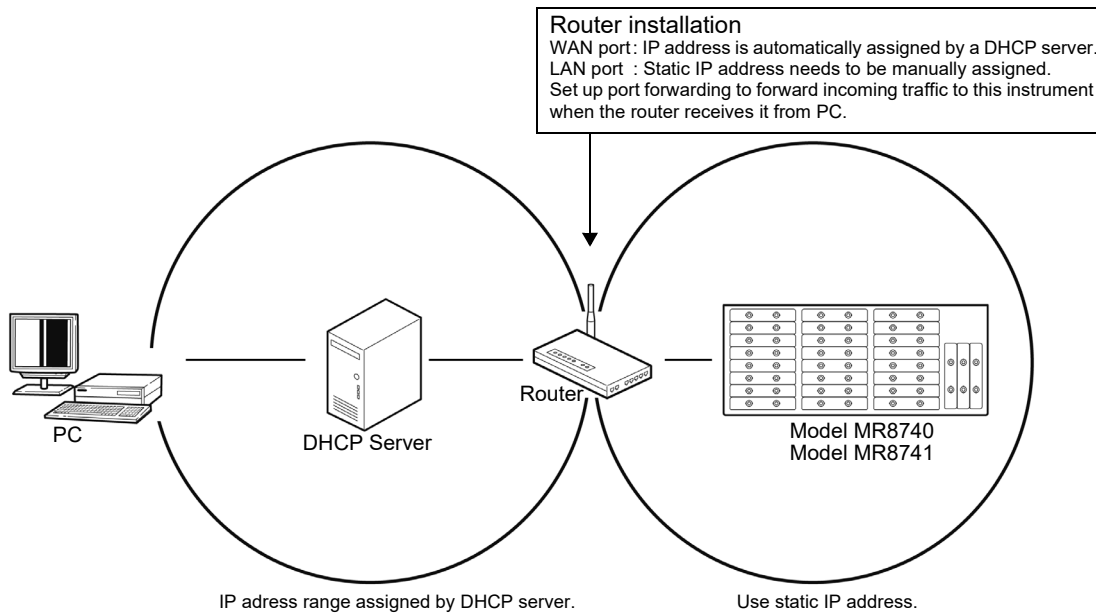 Router installation
WAN port : IP address is automatically assigned by a DHCP server.
LAN port : Static IP address needs to be manually assigned.
Set up port forwarding to forward incoming traffic to this instrument
when the router receives it from PC.
PC
DHCP Server
Router
Model MR8740
Model MR8741
IP adress range assigned by DHCP server.
Use static IP address.